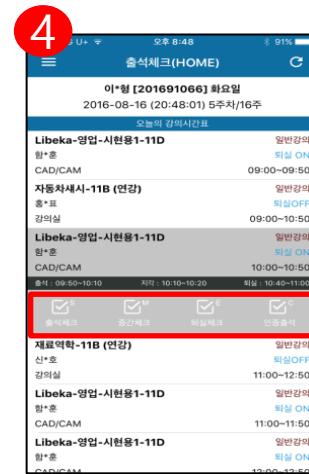 4
U+ 오후 8:48 91%
출석체크(HOME)
이*형 [201691066] 화요일
2016-08-16 (20:48:01) 5주차/16주
오늘의 강의시간표
Libeka-영업-시현용1-11D 일반강의
함*훈 퇴실 ON
CAD/CAM 09:00~09:50
자동차섀시-11B (연강) 일반강의
홍*표 퇴실OFF
강의실 09:00~10:50
Libeka-영업-시현용1-11D 일반강의
함*훈 퇴실 ON
CAD/CAM 10:00~10:50
출석 : 09:50~10:10 지각 : 10:10~10:20 퇴실 : 10:40~11:00
S M E C
출석체크 중간체크 퇴실체크 인증출석
재료역학-11B (연강) 일반강의
신*호 퇴실OFF
강의실 11:00~12:50
Libeka-영업-시현용1-11D 일반강의
함*훈 퇴실 ON
CAD/CAM 11:00~11:50
Libeka-영업-시현용1-11D 일반강의
함*훈 퇴실 ON
CAD/CAM 12:00~12:50